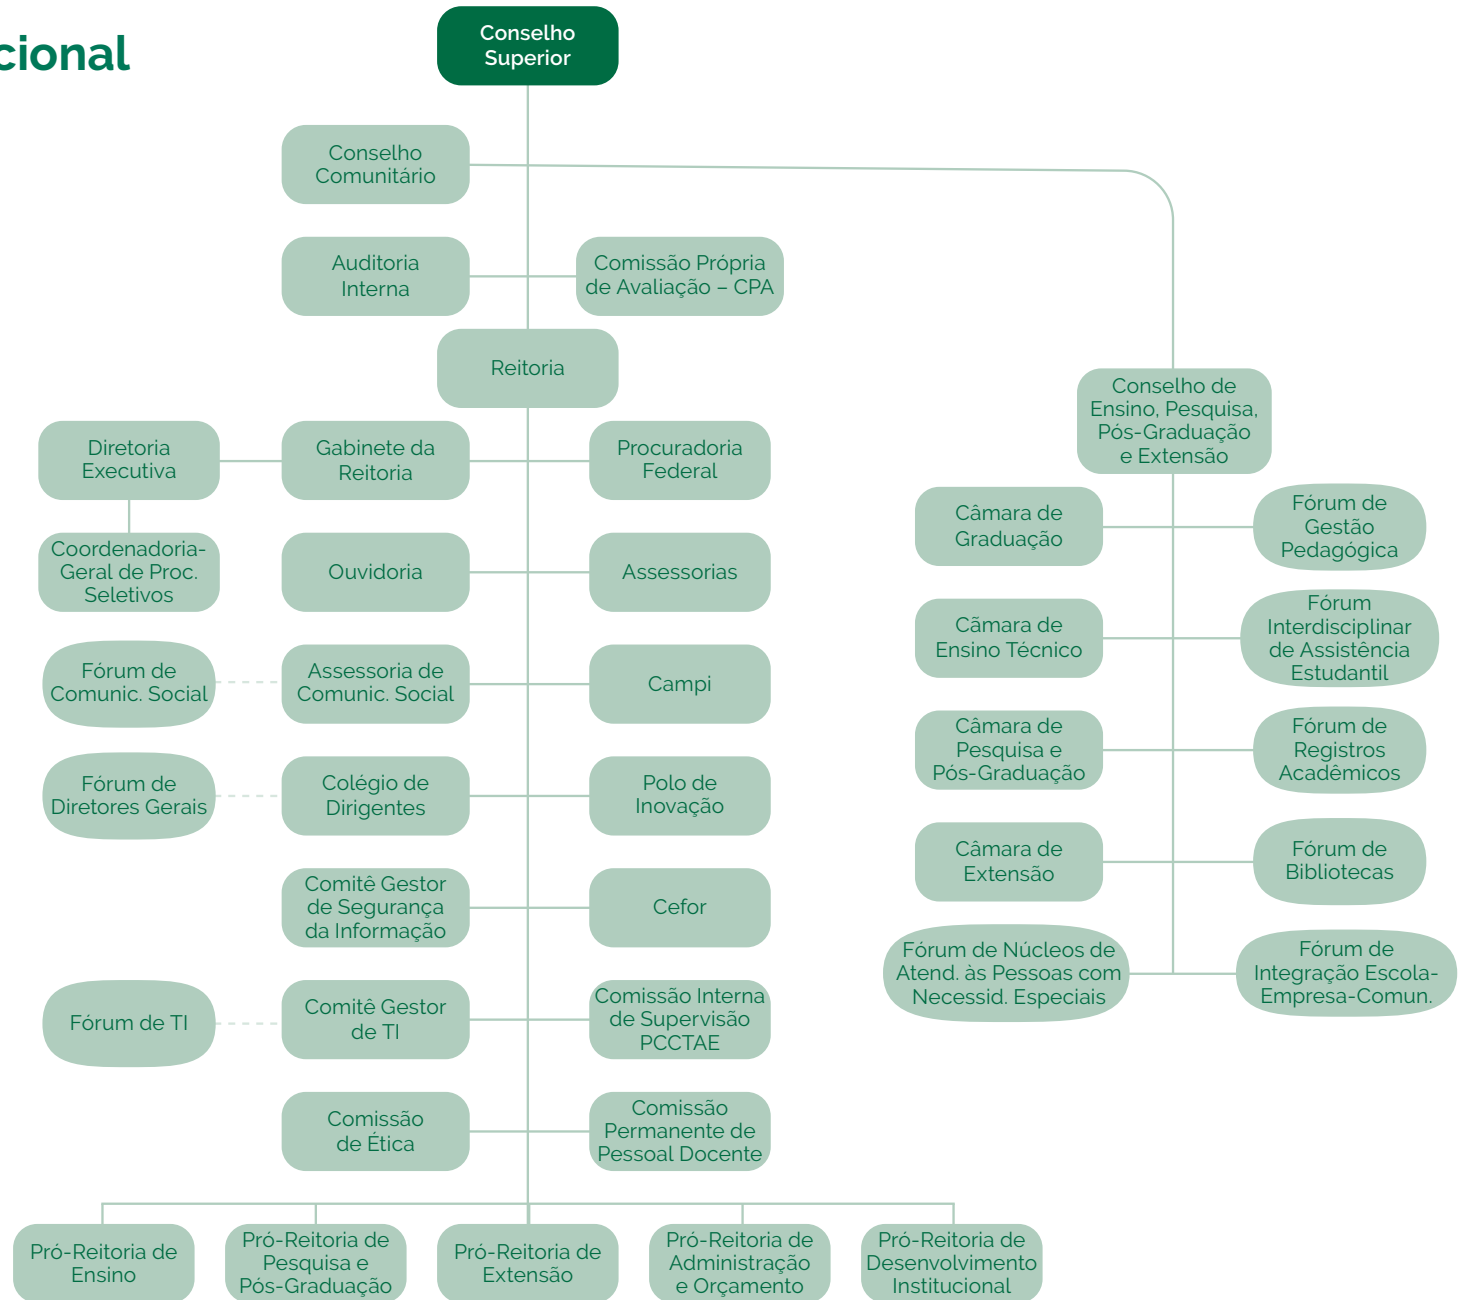 cional
Conselho
Superior
Conselho
Comunitário
Auditoria
Interna
Comissão Própria
de Avaliação – CPA
Reitoria
Diretoria
Executiva
Gabinete da
Reitoria
Procuradoria
Federal
Coordenadoria-
Geral de Proc.
Seletivos
Ouvidoria
Assessorias
Fórum de
Comunic. Social
Assessoria de
Comunic. Social
Campi
Fórum de
Diretores Gerais
Colégio de
Dirigentes
Polo de
Inovação
Comitê Gestor
de Segurança
da Informação
Cefor
Fórum de TI
Comitê Gestor
de TI
Comissão Interna
de Supervisão
PCCTAE
Comissão
de Ética
Comissão
Permanente de
Pessoal Docente
Conselho de
Ensino, Pesquisa,
Pós-Graduação
e Extensão
Câmara de
Graduação
Fórum de
Gestão
Pedagógica
Cãmara de
Ensino Técnico
Fórum
Interdisciplinar
de Assistência
Estudantil
Câmara de
Pesquisa e
Pós-Graduação
Fórum de
Registros
Acadêmicos
Câmara de
Extensão
Fórum de
Bibliotecas
Fórum de Núcleos de
Atend. às Pessoas com
Necessid. Especiais
Fórum de
Integração Escola-
Empresa-Comun.
Pró-Reitoria de
Ensino
Pró-Reitoria de
Pesquisa e
Pós-Graduação
Pró-Reitoria de
Extensão
Pró-Reitoria de
Administração
e Orçamento
Pró-Reitoria de
Desenvolvimento
Institucional